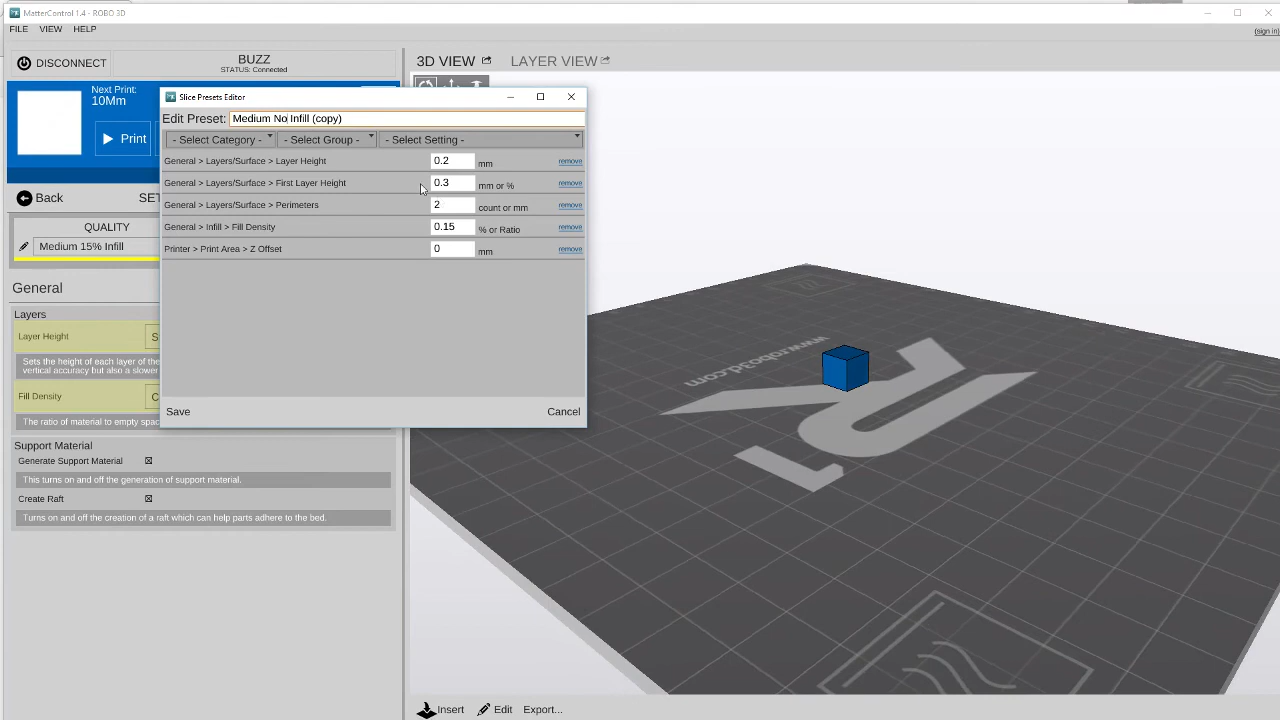 MatterControl 1.4 - ROBO 3D
FILE VIEW HELP
(sign in)
DISCONNECT
BUZZ
STATUS: Connected
3D VIEW
LAYER VIEW
Next Print:
10Mm
Print
Back
QUALITY
Medium 15% Infill
General
Layers
Layer Height
Sets the height of each layer of the
vertical accuracy but also a slower
Fill Density
The ratio of material to empty spac
Support Material
Generate Support Material
This turns on and off the generation of support material.
Create Raft
Turns on and off the creation of a raft which can help parts adhere to the bed.
Slice Presets Editor
Edit Preset: Medium No Infill (copy)
- Select Category - - Select Group - - Select Setting -
General > Layers/Surface > Layer Height 0.2 mm remove
General > Layers/Surface > First Layer Height 0.3 mm or % remove
General > Layers/Surface > Perimeters 2 count or mm remove
General > Infill > Fill Density 0.15 % or Ratio remove
Printer > Print Area > Z Offset 0 mm remove
Save Cancel
www.robo3d.com
Insert Edit Export...